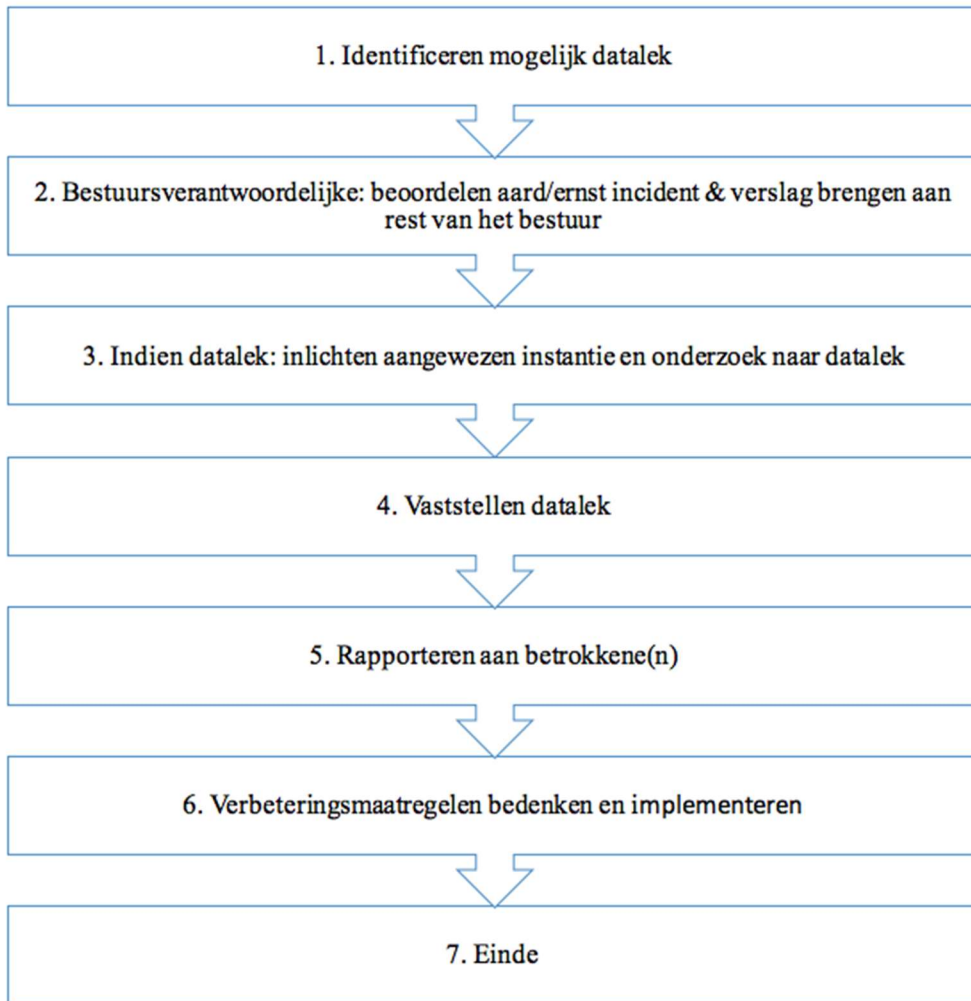 1. Identificeren mogelijk datalek
2. Bestuursverantwoordelijke: beoordelen aard/ernst incident & verslag brengen aan
rest van het bestuur
3. Indien datalek: inlichten aangewezen instantie en onderzoek naar datalek
4. Vaststellen datalek
5. Rapporteren aan betrokkene(n)
6. Verbeteringsmaatregelen bedenken en implementeren
7. Einde